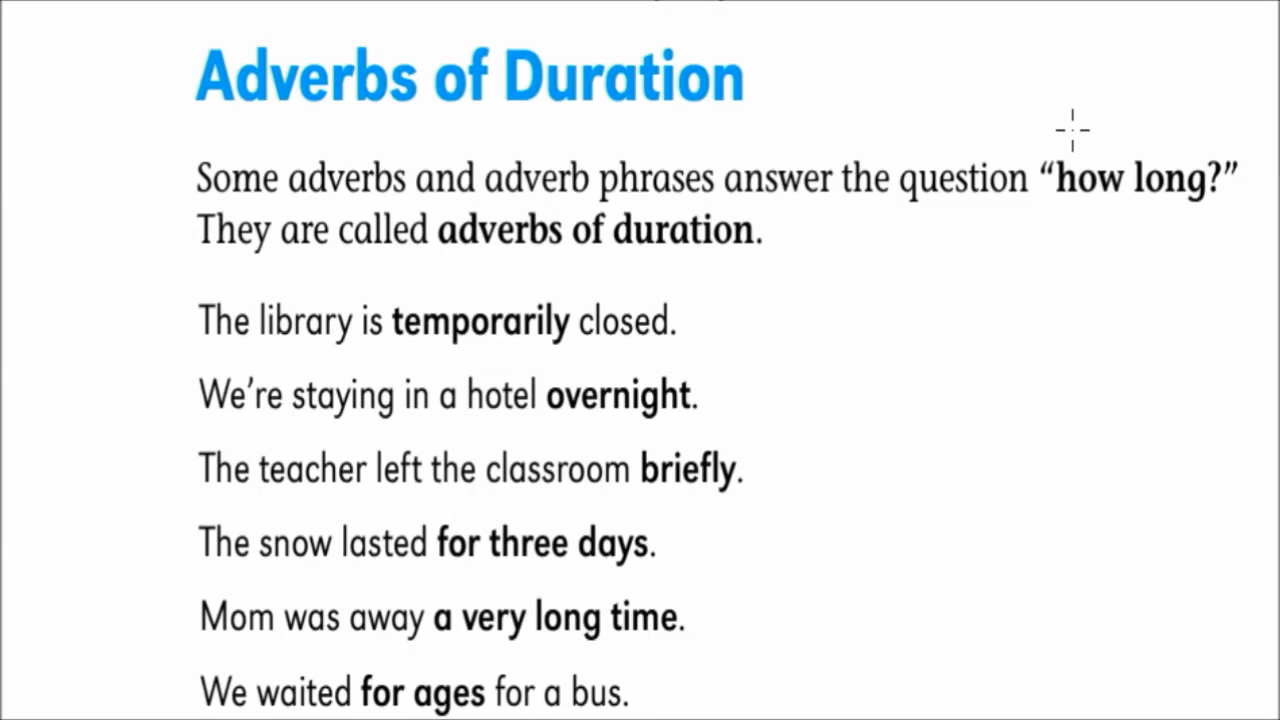 Adverbs of Duration
Some adverbs and adverb phrases answer the question “how long?”
They are called adverbs of duration.
The library is temporarily closed.
We’re staying in a hotel overnight.
The teacher left the classroom briefly.
The snow lasted for three days.
Mom was away a very long time.
We waited for ages for a bus.